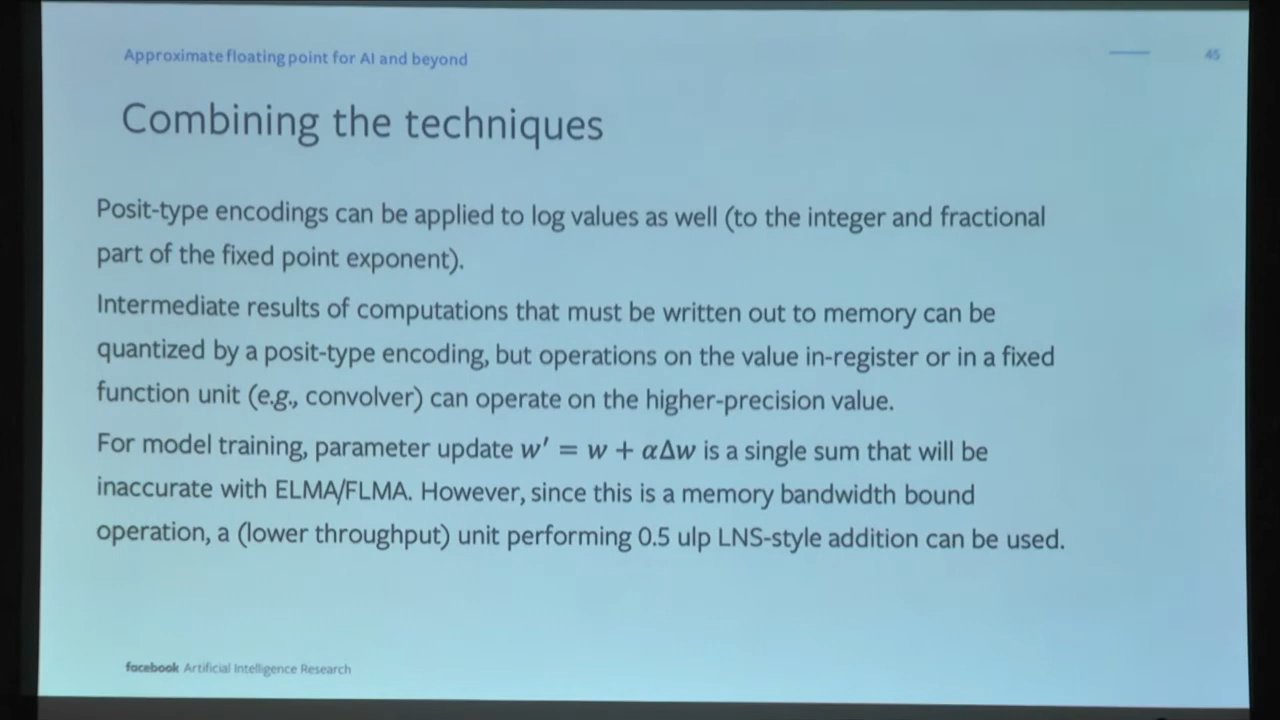 Approximate floating point for AI and beyond
45
Combining the techniques
Posit-type encodings can be applied to log values as well (to the integer and fractional
part of the fixed point exponent).
Intermediate results of computations that must be written out to memory can be
quantized by a posit-type encoding, but operations on the value in-register or in a fixed
function unit (e.g., convolver) can operate on the higher-precision value.
For model training, parameter update w′ = w + αΔw is a single sum that will be
inaccurate with ELMA/FLMA. However, since this is a memory bandwidth bound
operation, a (lower throughput) unit performing 0.5 ulp LNS-style addition can be used.
facebook Artificial Intelligence Research